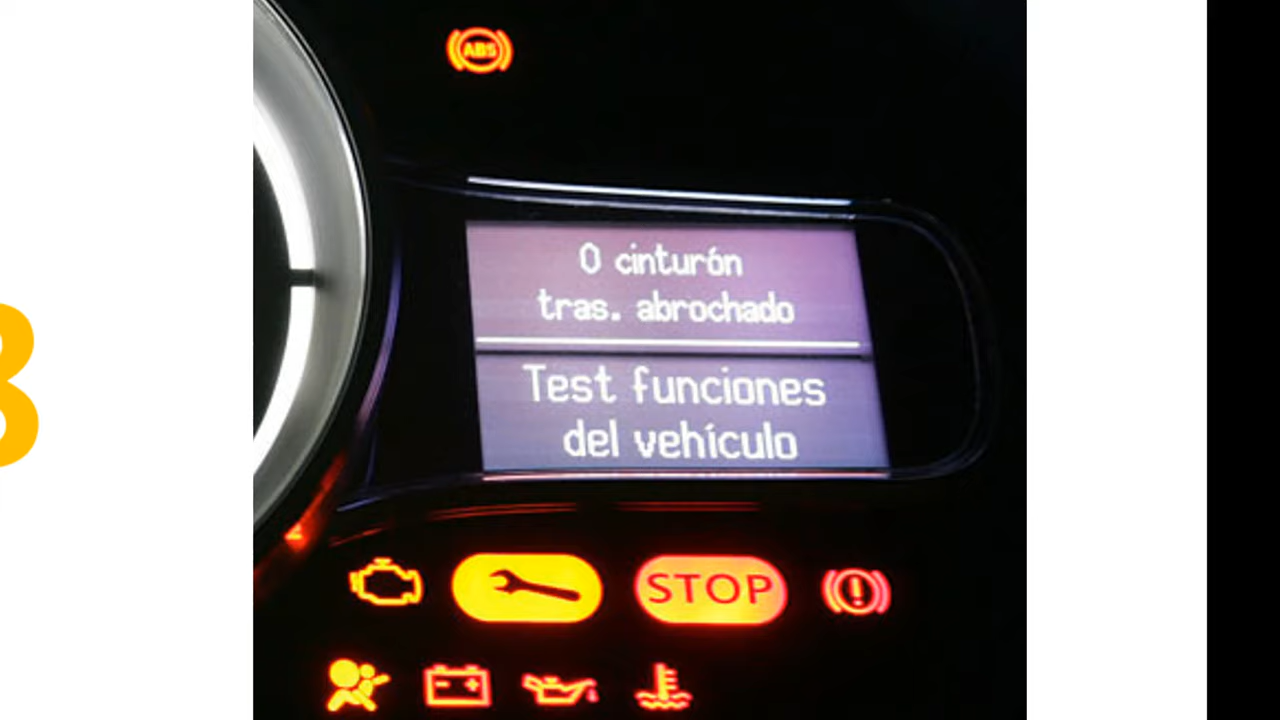 ABS
0 cinturón
tras. abrochado
Test funciones
del vehículo
STOP